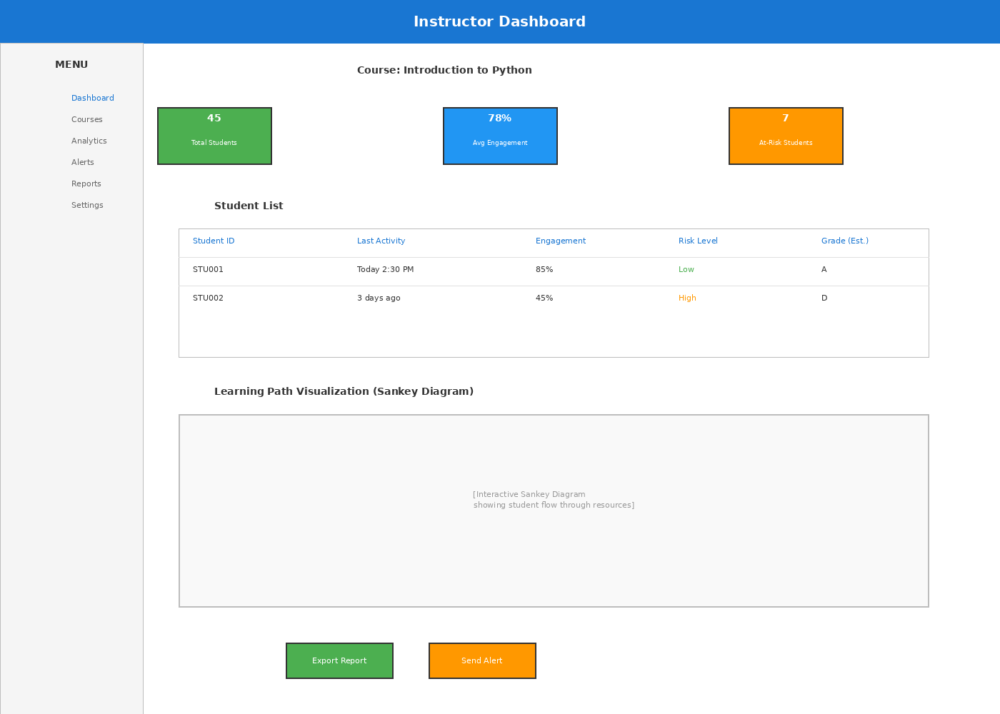 Instructor Dashboard
MENU
Dashboard
Courses
Analytics
Alerts
Reports
Settings
Course: Introduction to Python
45
Total Students
78%
Avg Engagement
7
At-Risk Students
Student List
Student ID Last Activity Engagement Risk Level Grade (Est.)
STU001 Today 2:30 PM 85% Low A
STU002 3 days ago 45% High D
Learning Path Visualization (Sankey Diagram)
[Interactive Sankey Diagram
showing student flow through resources]
Export Report
Send Alert